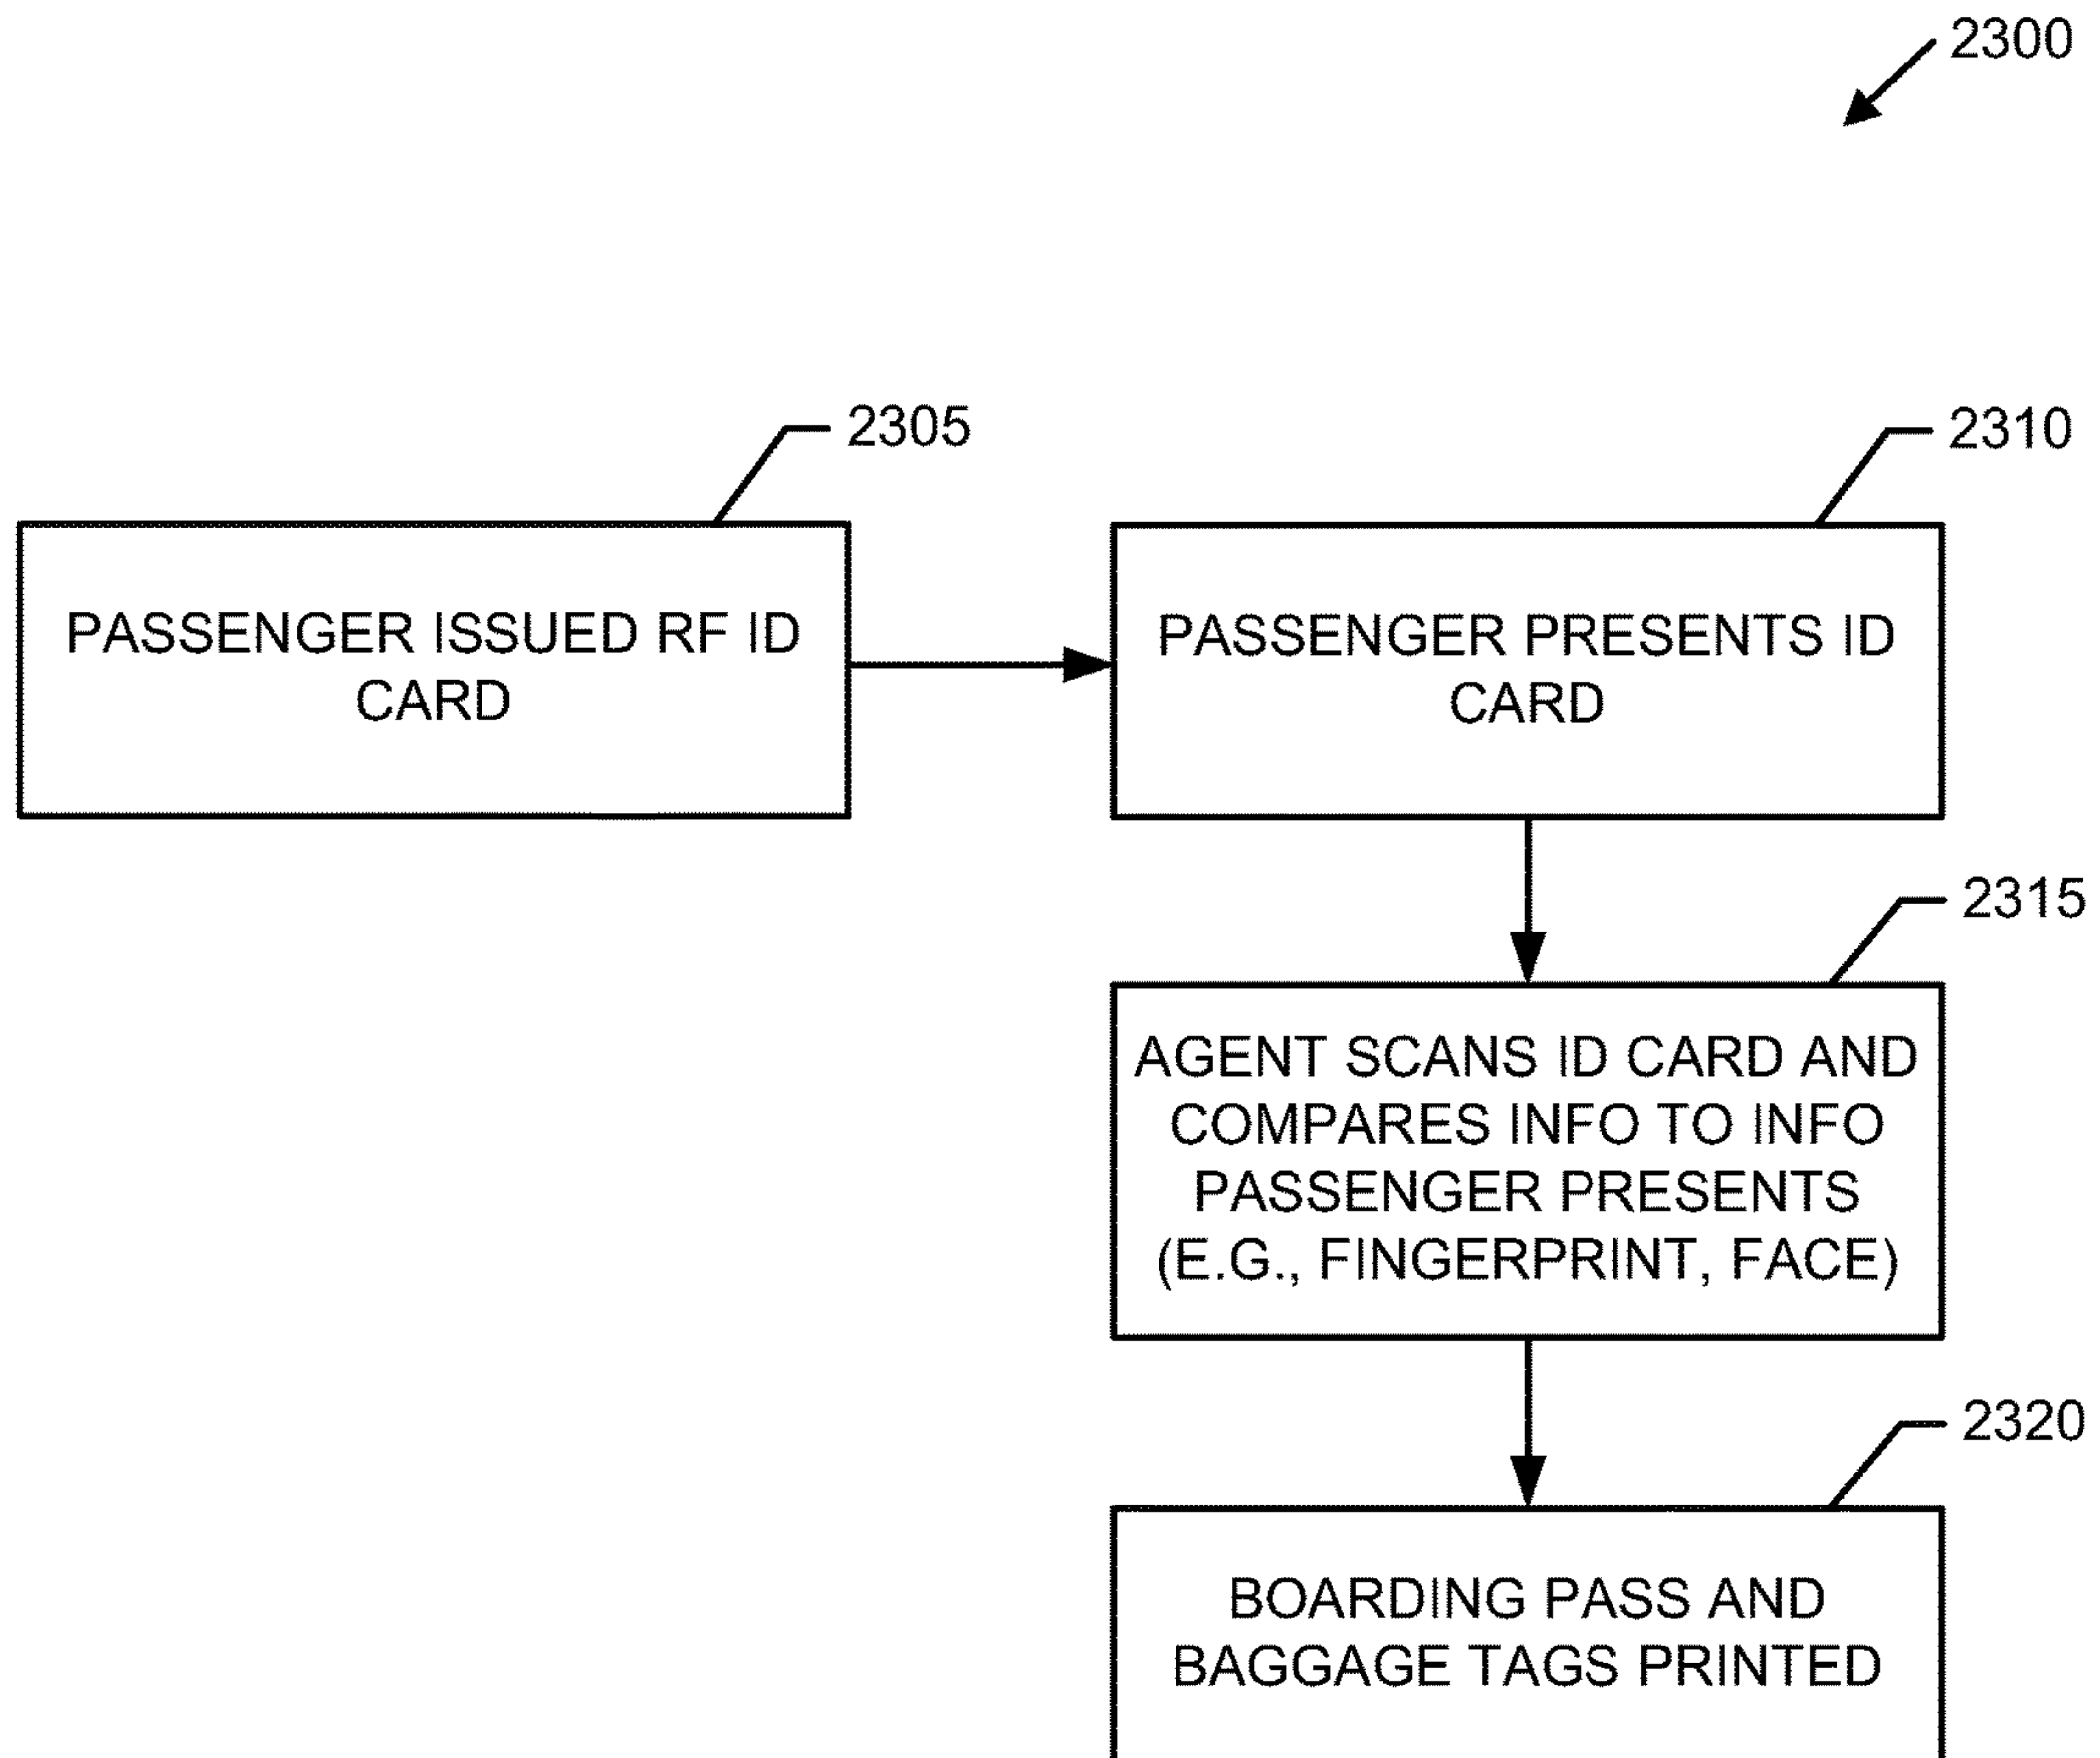 2300
2305
PASSENGER ISSUED RF ID
CARD
2310
PASSENGER PRESENTS ID
CARD
2315
AGENT SCANS ID CARD AND
COMPARES INFO TO INFO
PASSENGER PRESENTS
(E.G., FINGERPRINT, FACE)
2320
BOARDING PASS AND
BAGGAGE TAGS PRINTED